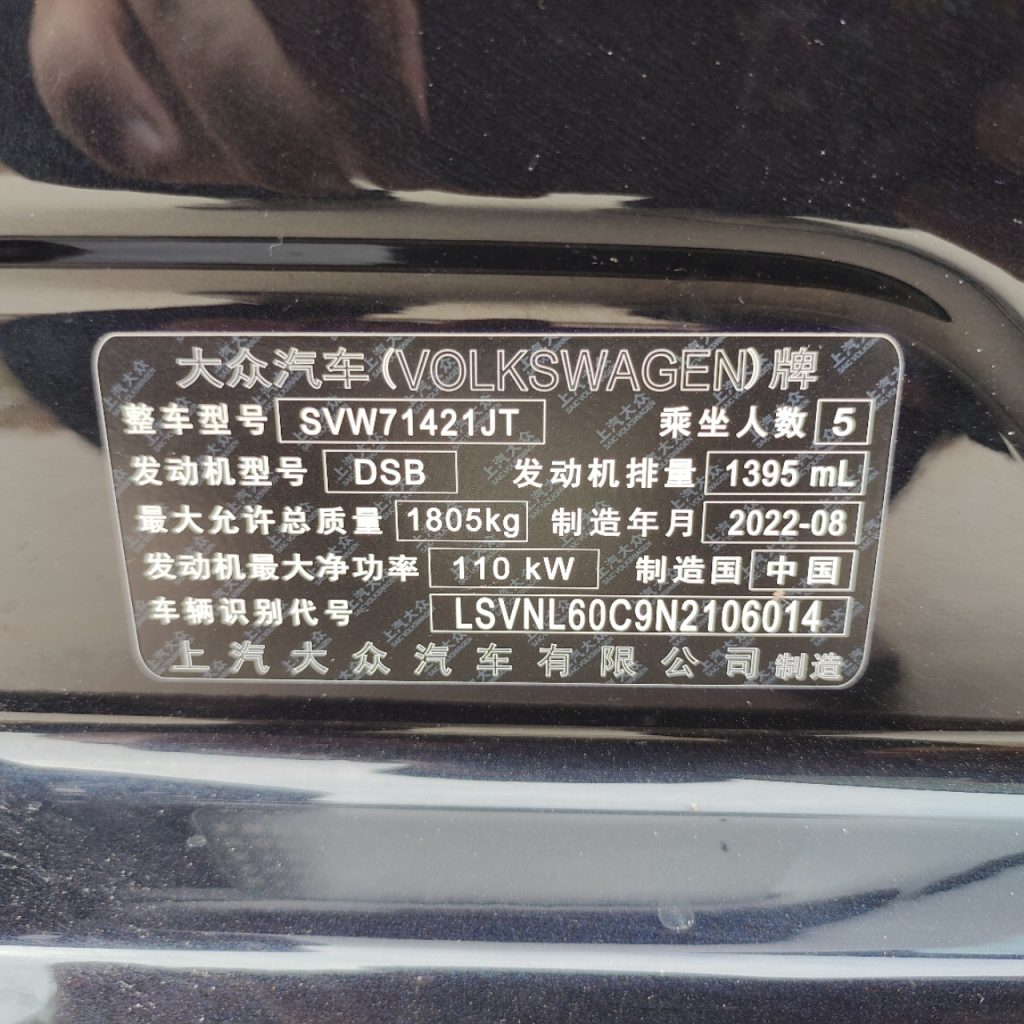 大众汽车(VOLKSWAGEN)牌
整车型号 SVW71421JT 乘坐人数 5
发动机型号 DSB 发动机排量 1395 mL
最大允许总质量 1805kg 制造年月 2022-08
发动机最大净功率 110 kW 制造国 中国
车辆识别代号 LSVNL60C9N2106014
上汽大众汽车有限公司制造